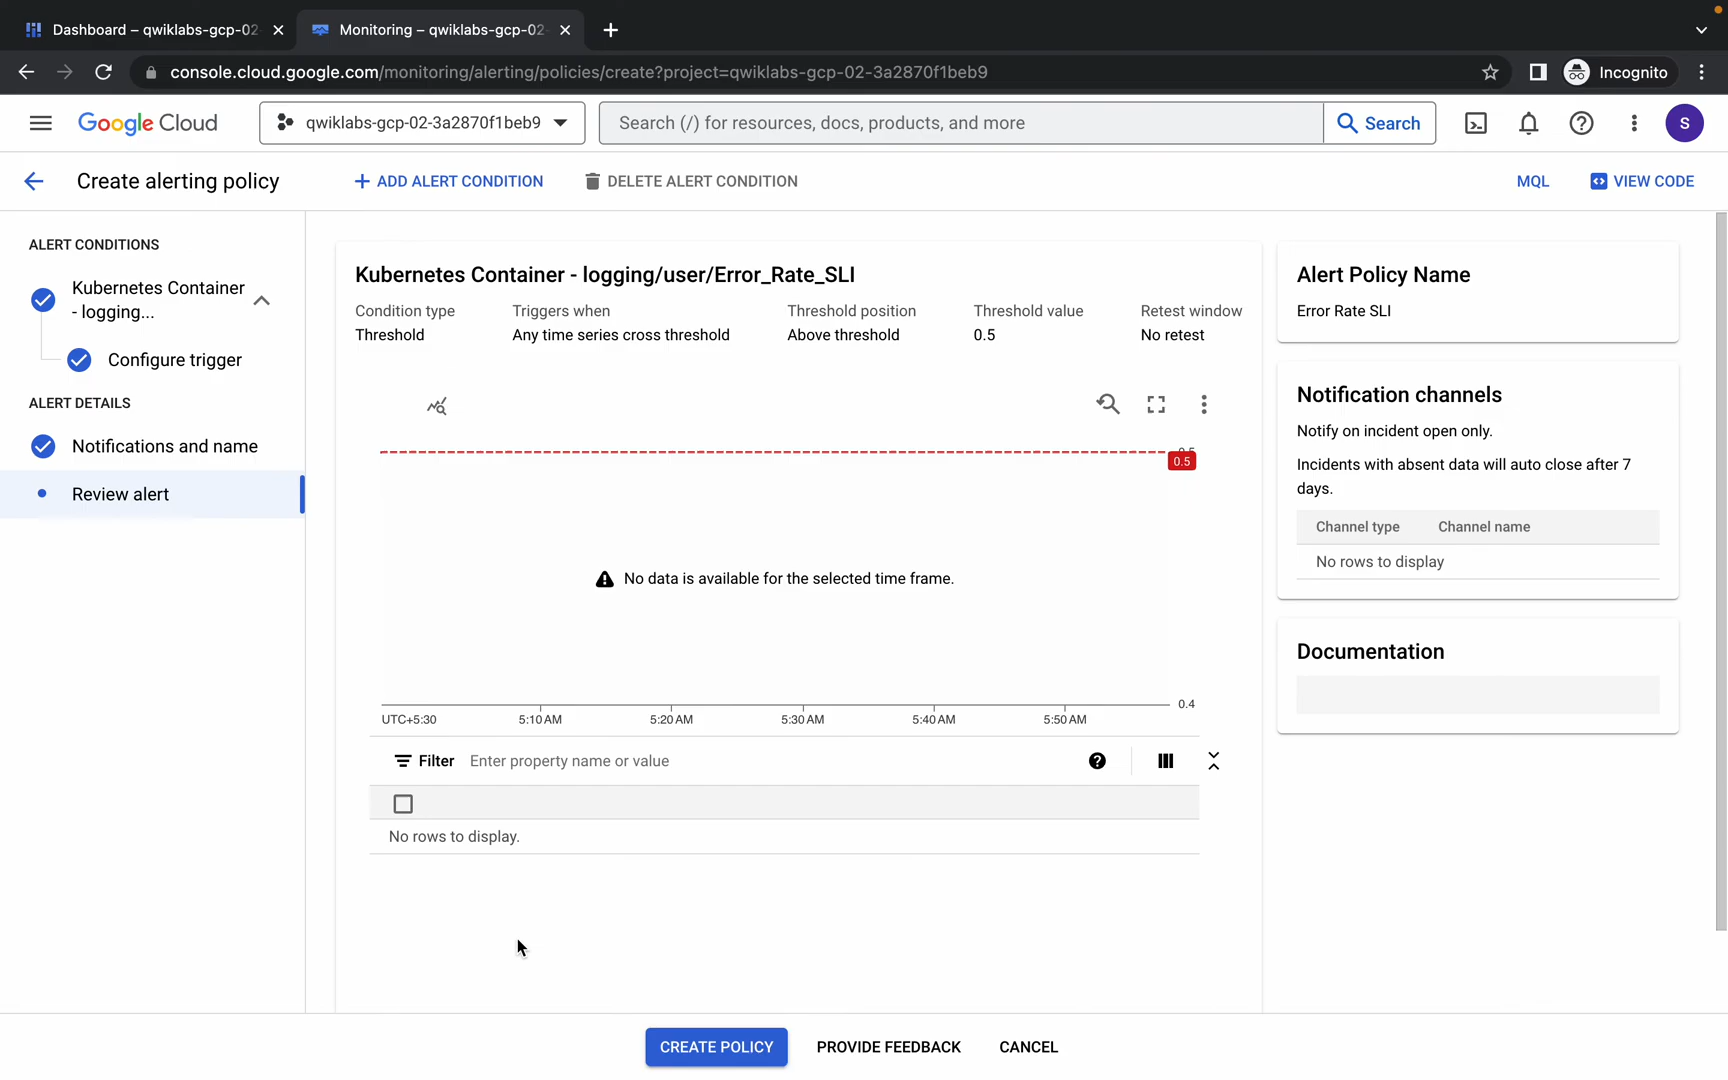 Dashboard – qwiklabs-gcp-02
Monitoring – qwiklabs-gcp-02-
console.cloud.google.com/monitoring/alerting/policies/create?project=qwiklabs-gcp-02-3a2870f1beb9
Incognito
Google Cloud
qwiklabs-gcp-02-3a2870f1beb9
Search (/) for resources, docs, products, and more
Search
S
Create alerting policy
ADD ALERT CONDITION
DELETE ALERT CONDITION
MQL
VIEW CODE
ALERT CONDITIONS
Kubernetes Container
- logging...
Configure trigger
ALERT DETAILS
Notifications and name
Review alert
Kubernetes Container - logging/user/Error_Rate_SLI
Condition type
Triggers when
Threshold position
Threshold value
Retest window
Threshold
Any time series cross threshold
Above threshold
0.5
No retest
0.5
0.5
No data is available for the selected time frame.
0.4
UTC+5:30
5:10 AM
5:20 AM
5:30 AM
5:40 AM
5:50 AM
Filter
Enter property name or value
No rows to display.
Alert Policy Name
Error Rate SLI
Notification channels
Notify on incident open only.
Incidents with absent data will auto close after 7
days.
Channel type
Channel name
No rows to display
Documentation
CREATE POLICY
PROVIDE FEEDBACK
CANCEL